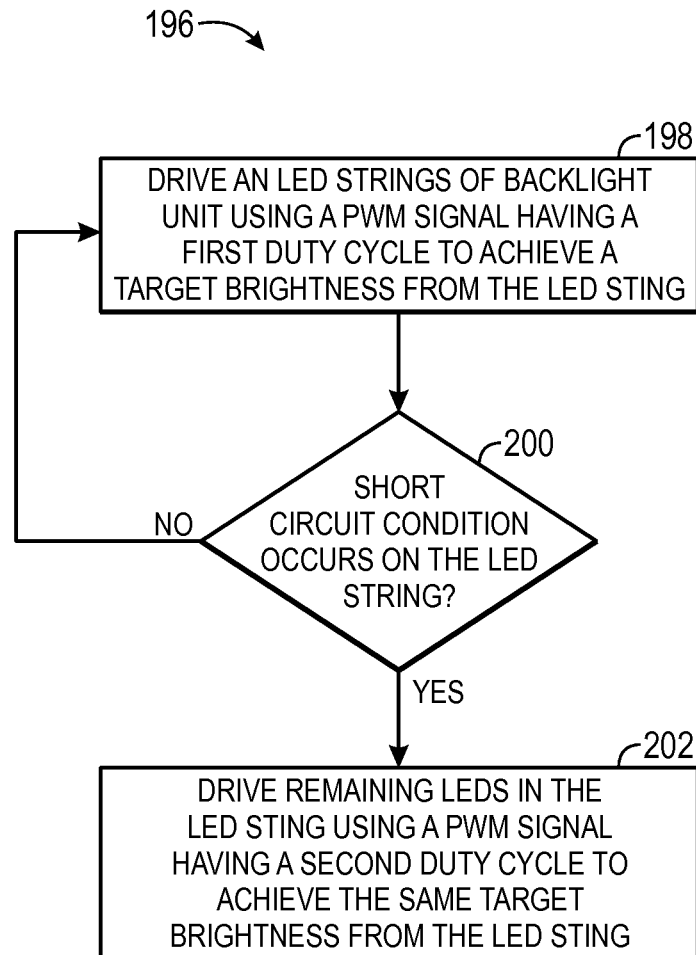 196
198
DRIVE AN LED STRINGS OF BACKLIGHT
UNIT USING A PWM SIGNAL HAVING A
FIRST DUTY CYCLE TO ACHIEVE A
TARGET BRIGHTNESS FROM THE LED STING
200
SHORT
CIRCUIT CONDITION
OCCURS ON THE LED
STRING?
NO
YES
202
DRIVE REMAINING LEDS IN THE
LED STING USING A PWM SIGNAL
HAVING A SECOND DUTY CYCLE TO
ACHIEVE THE SAME TARGET
BRIGHTNESS FROM THE LED STING